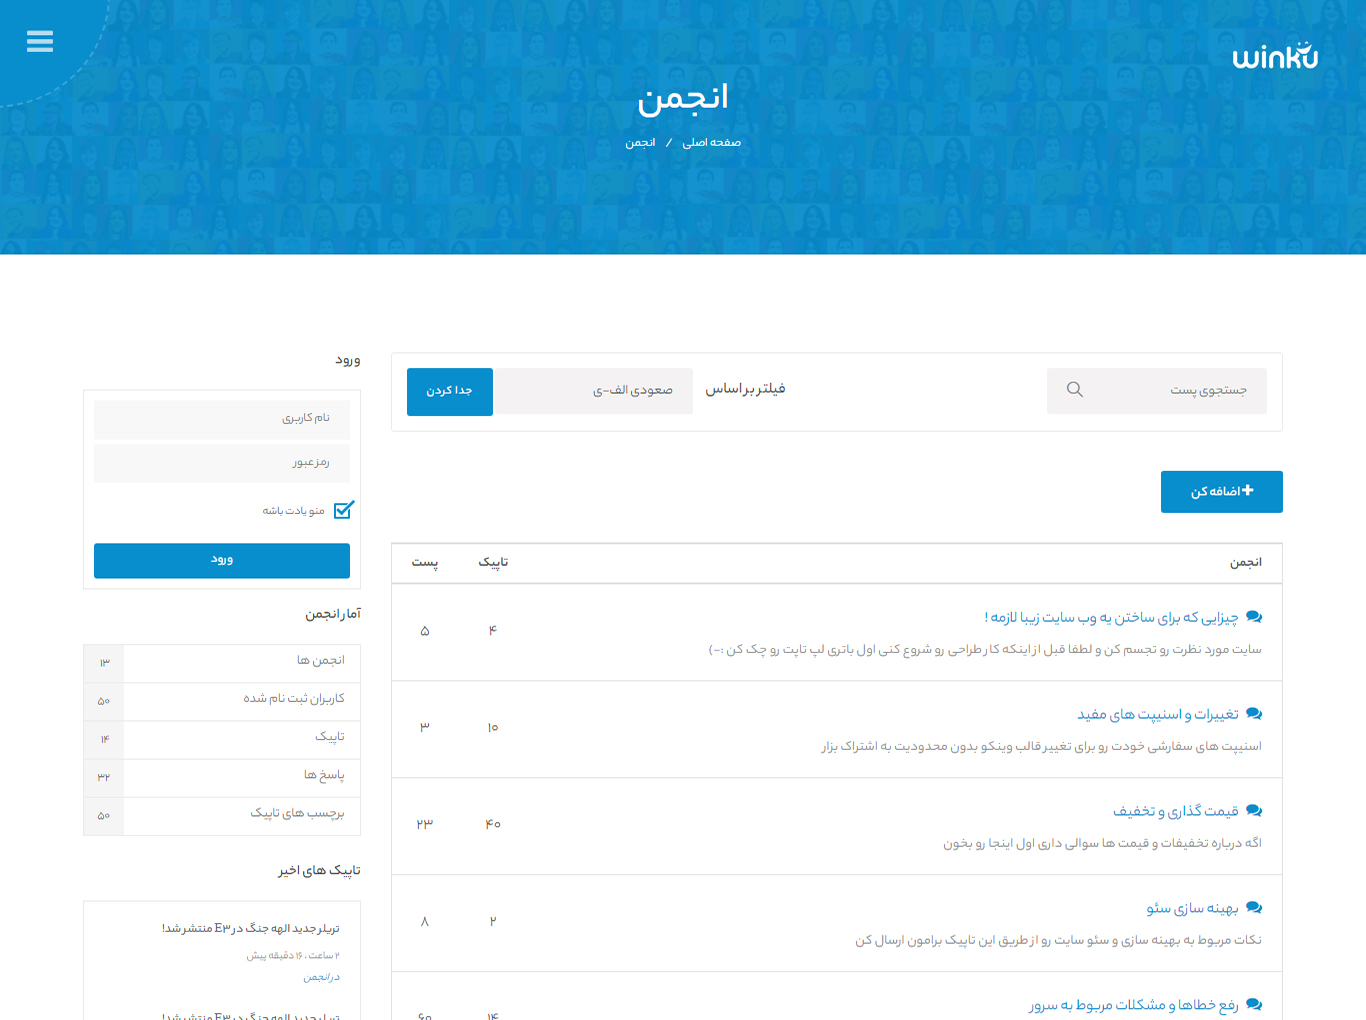 winku
انجمن
صفحه اصلی / انجمن
جستجوی پست
فیلتر بر اساس
صعودی الف-ی
جدا کردن
اضافه کن
انجمن تاپیک پست
چیزایی که برای ساختن یه وب سایت زیبا لازمه !
سایت مورد نظرت رو تجسم کن و لطفا قبل از اینکه کار طراحی رو شروع کنی اول باتری لپ تاپت رو چک کن :-)
۴ ۵
تغییرات و اسنیپت های مفید
اسنیپت های سفارشی خودت رو برای تغییر قالب وینکو بدون محدودیت به اشتراک بزار
۱۰ ۳
قیمت گذاری و تخفیف
اگه درباره تخفیفات و قیمت ها سوالی داری اول اینجا رو بخون
۴۰ ۲۳
بهینه سازی سئو
نکات مربوط به بهینه سازی و سئو سایت رو از طریق این تاپیک برامون ارسال کن
۲ ۸
رفع خطاها و مشکلات مربوط به سرور
۱۴ ۶۰
ورود
نام کاربری
رمز عبور
منو یادت باشه
ورود
آمار انجمن
انجمن ها ۱۳
کاربران ثبت نام شده ۵۰
تاپیک ۱۴
پاسخ ها ۳۲
برچسب های تاپیک ۵۰
تاپیک های اخیر
تریلر جدید الهه جنگ در E۳ منتشر شد!
۲ ساعت ، ۱۶ دقیقه پیش
در انجمن
تریلر جدید الهه جنگ در E۳ منتشر شد!